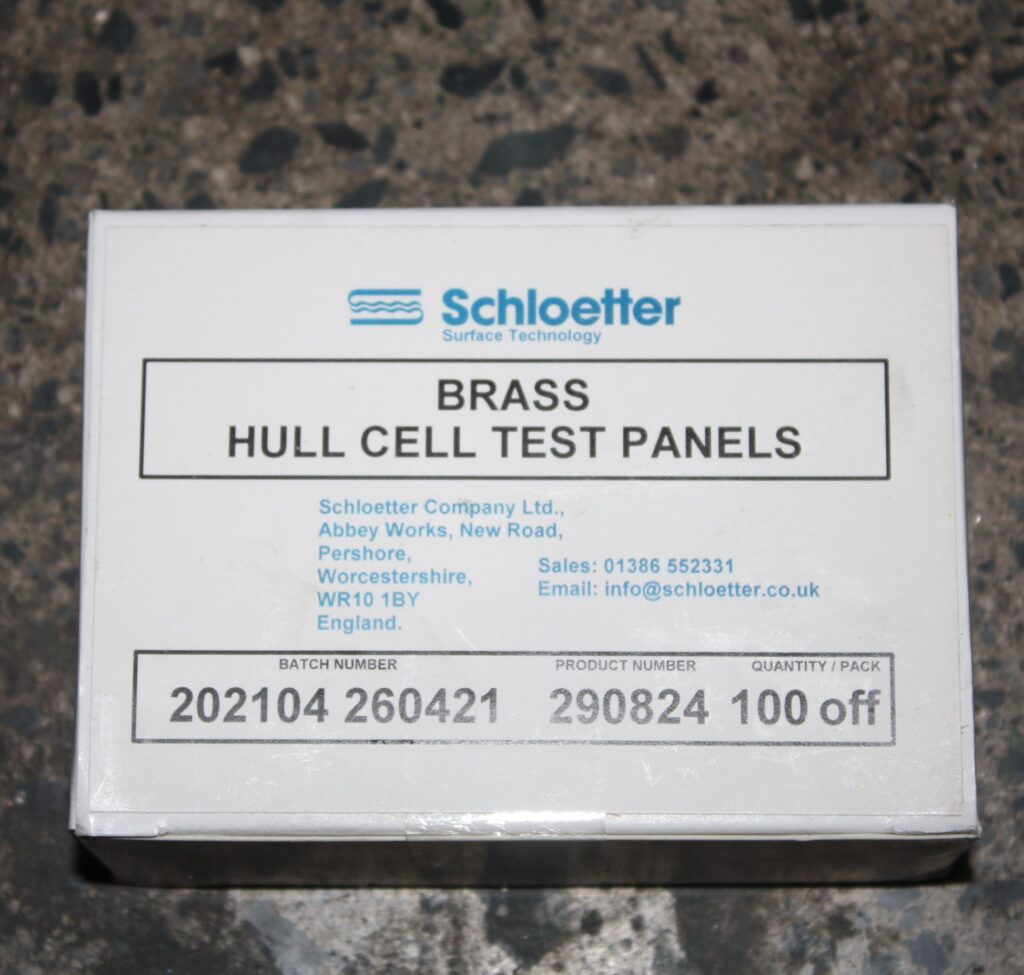 Schloetter
Surface Technology
BRASS
HULL CELL TEST PANELS
Schloetter Company Ltd.,
Abbey Works, New Road,
Pershore,
Worcestershire,
WR10 1BY
England.
Sales: 01386 552331
Email: info@schloetter.co.uk
BATCH NUMBER PRODUCT NUMBER QUANTITY / PACK
202104 260421 290824 100 off